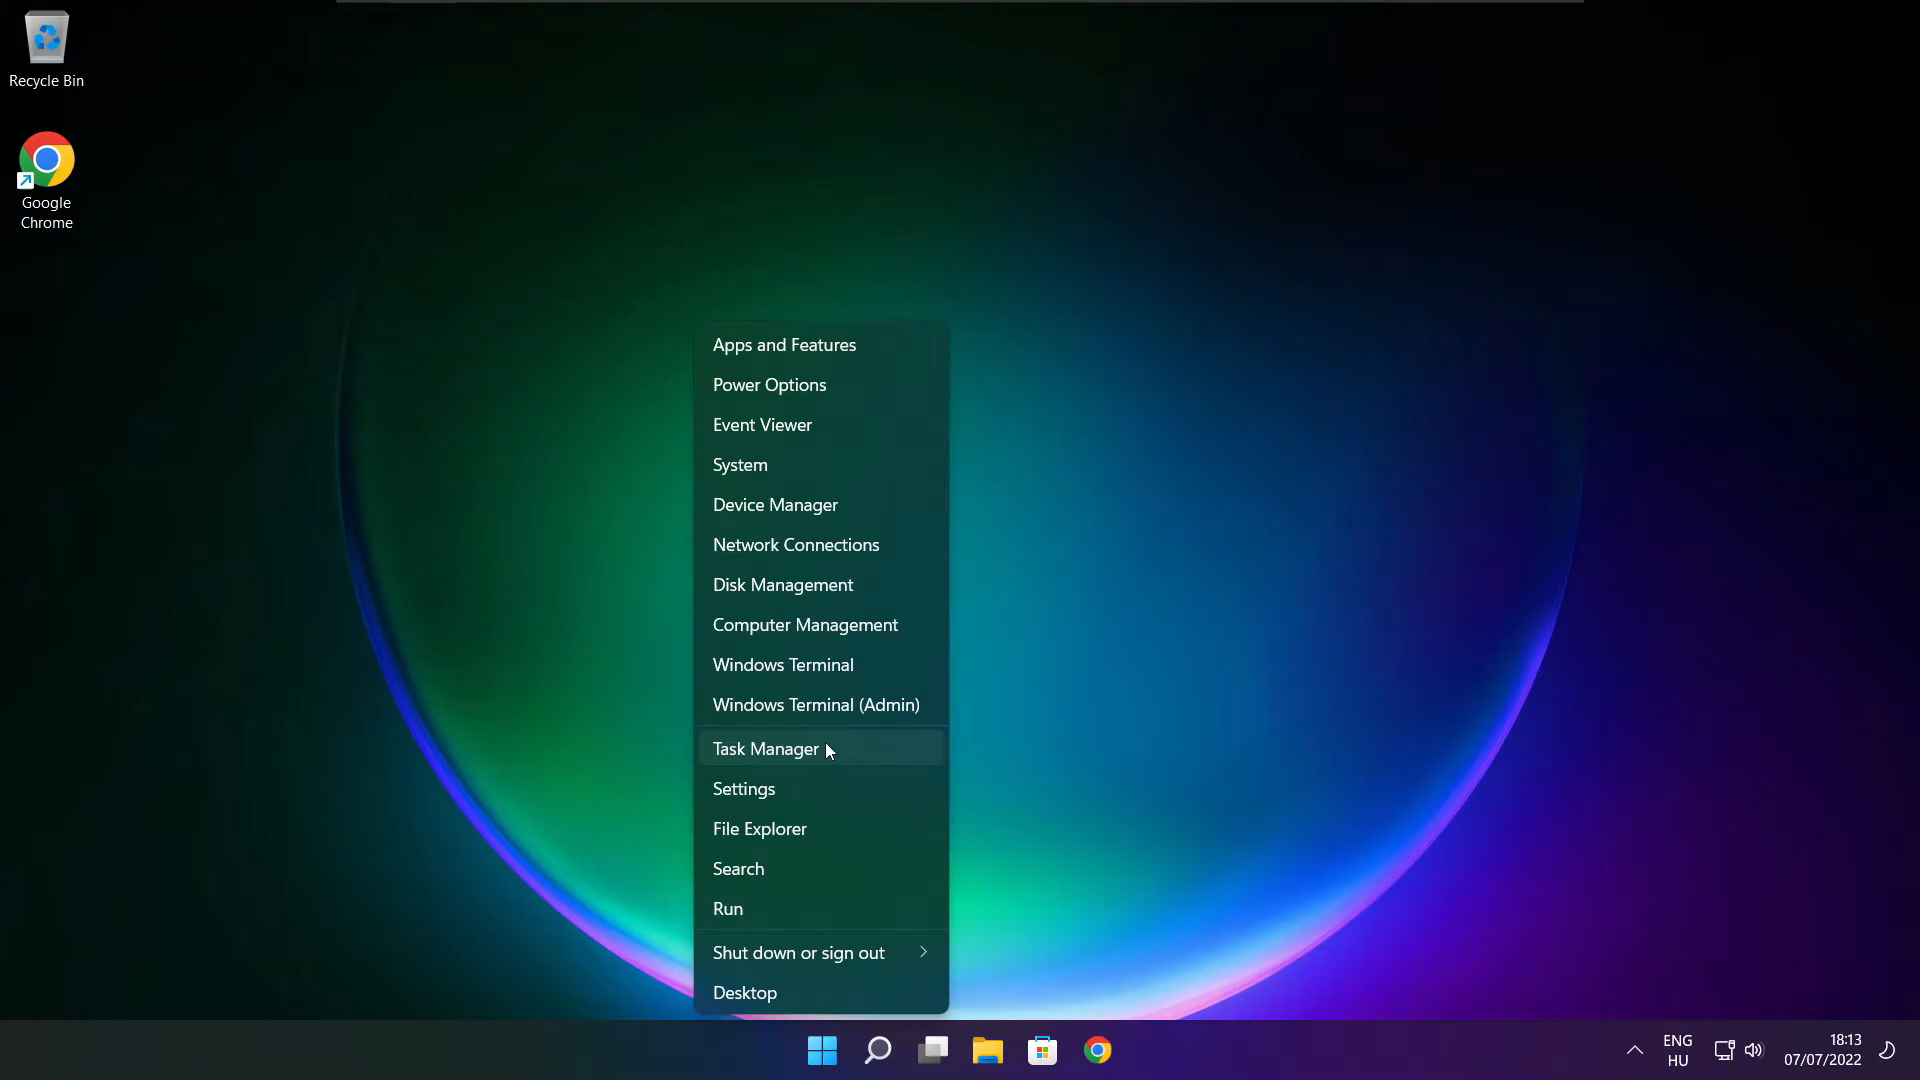 Recycle Bin
Google
Chrome
Apps and Features
Power Options
Event Viewer
System
Device Manager
Network Connections
Disk Management
Computer Management
Windows Terminal
Windows Terminal (Admin)
Task Manager
Settings
File Explorer
Search
Run
Shut down or sign out
Desktop
ENG
HU
18:13
07/07/2022